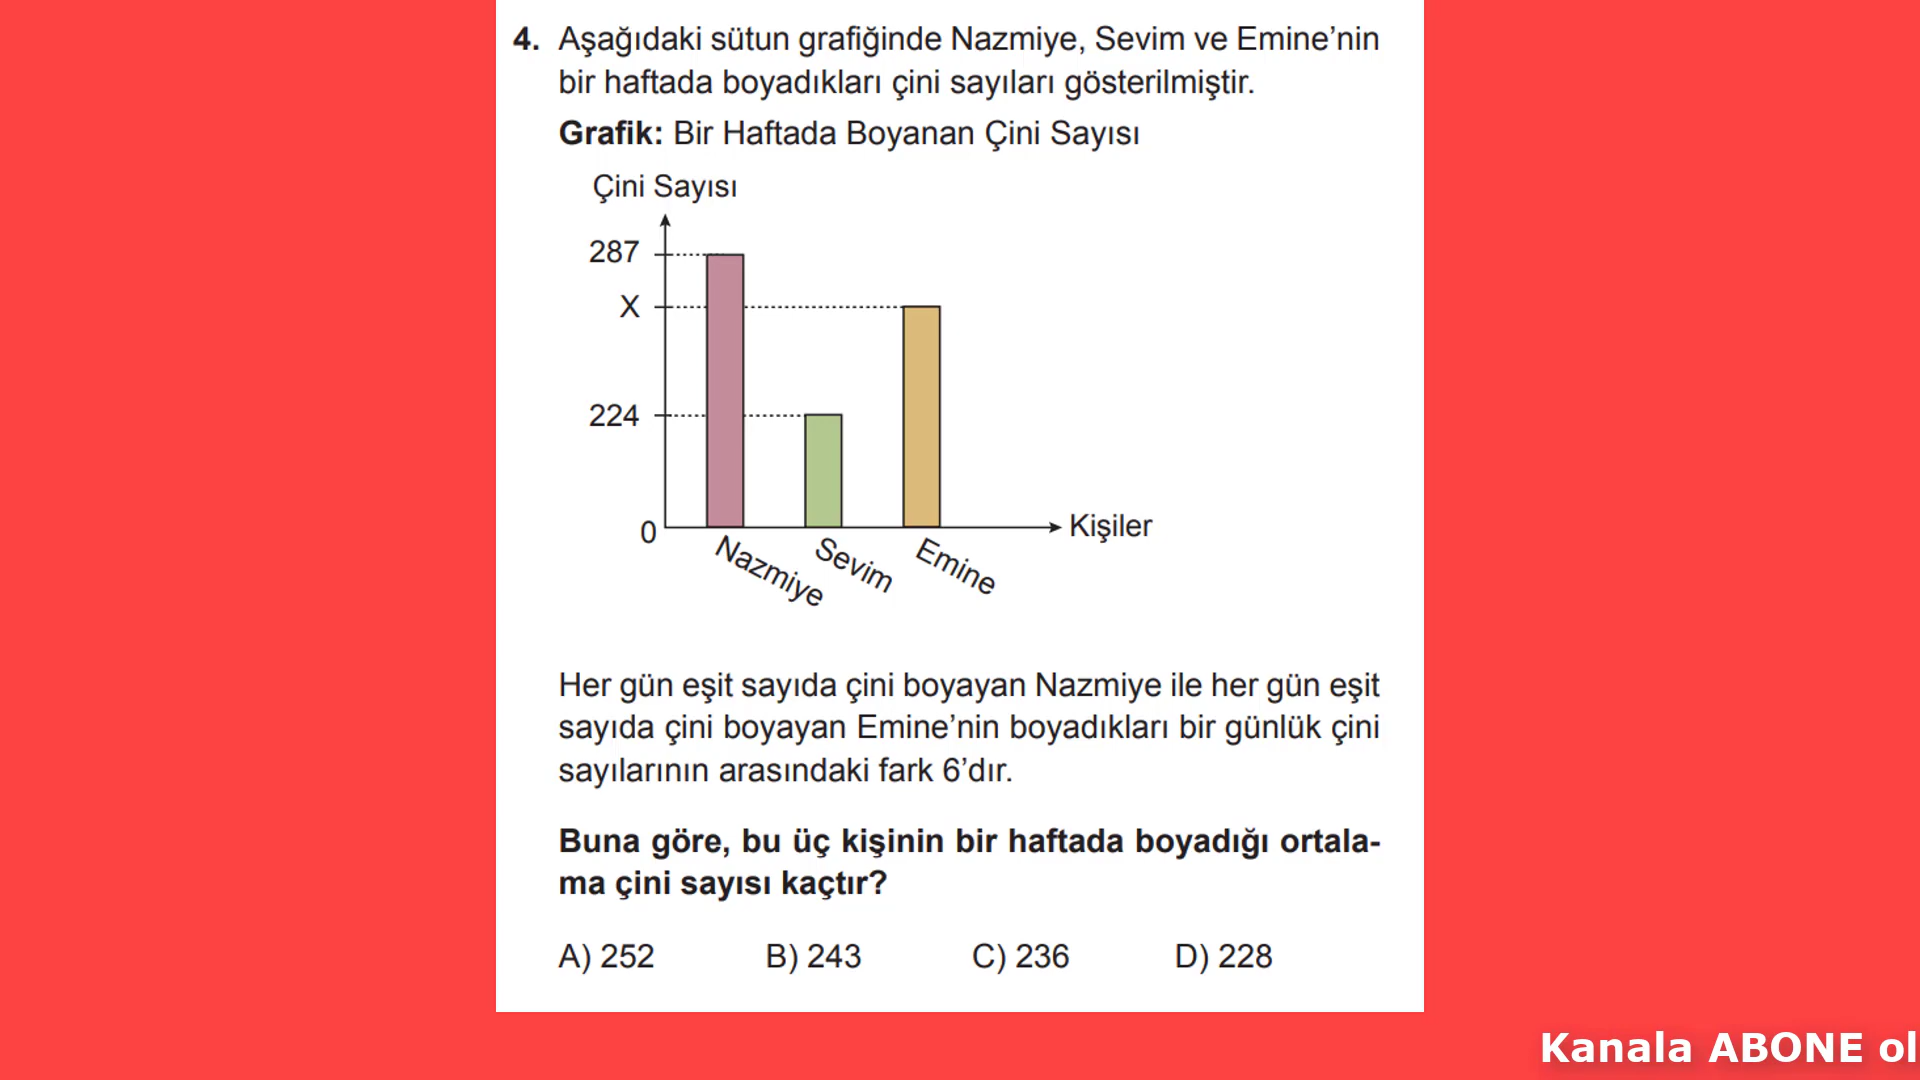 4. Aşağıdaki sütun grafiğinde Nazmiye, Sevim ve Emine’nin
bir haftada boyadıkları çini sayıları gösterilmiştir.
Grafik: Bir Haftada Boyanan Çini Sayısı
Çini Sayısı
287
X
224
0
Kişiler
Nazmiye
Sevim
Emine
Her gün eşit sayıda çini boyayan Nazmiye ile her gün eşit
sayıda çini boyayan Emine’nin boyadıkları bir günlük çini
sayılarının arasındaki fark 6’dır.
Buna göre, bu üç kişinin bir haftada boyadığı ortala-
ma çini sayısı kaçtır?
A) 252 B) 243 C) 236 D) 228
Kanala ABONE ol